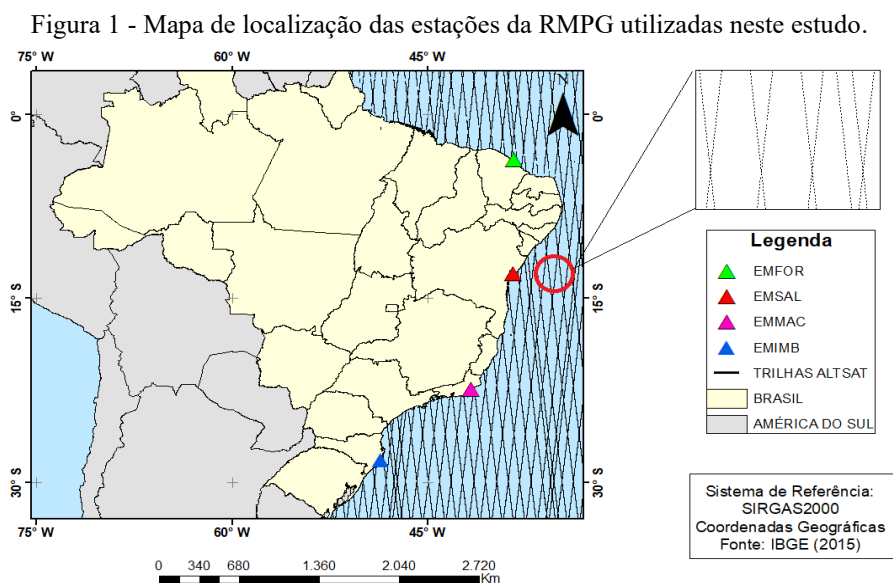 Figura 1 - Mapa de localização das estações da RMPG utilizadas neste estudo.
75° W 60° W 45° W
N
0° 0°
15° S 15° S
30° S 30° S
75° W 60° W 45° W
0 340 680 1.360 2.040 2.720
Km
Legenda
EMFOR
EMSAL
EMMAC
EMIMB
TRILHAS ALTSAT
BRASIL
AMÉRICA DO SUL
Sistema de Referência:
SIRGAS2000
Coordenadas Geográficas
Fonte: IBGE (2015)